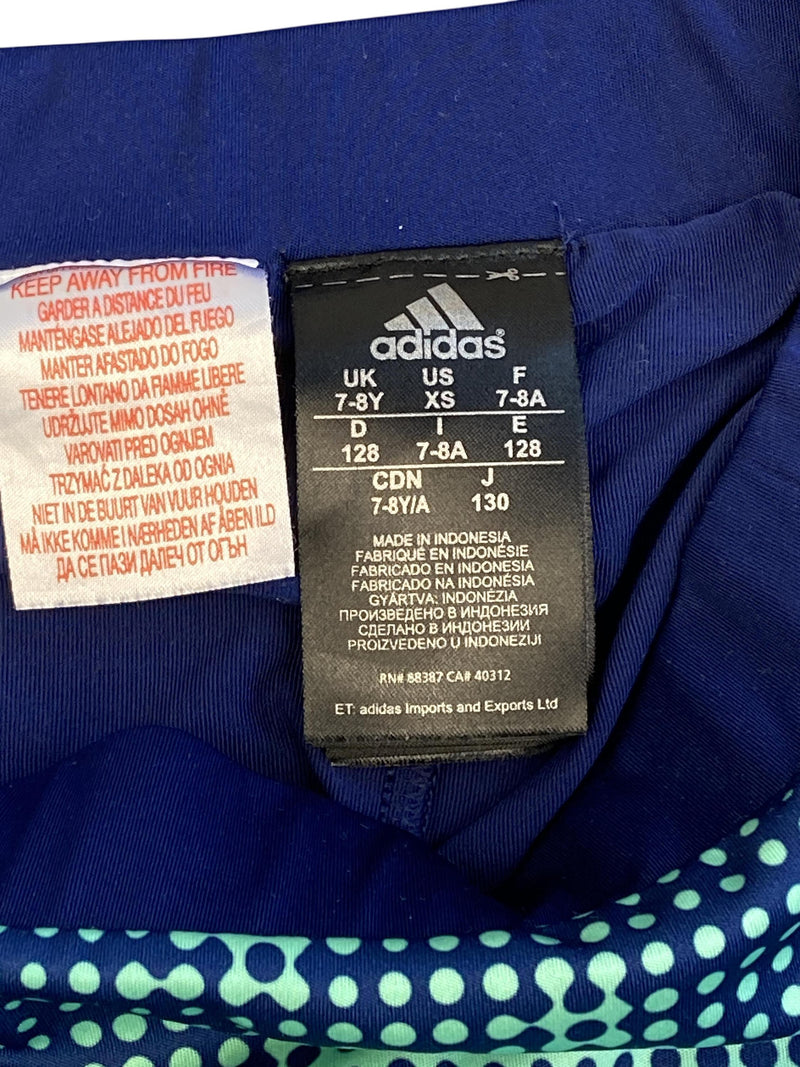 KEEP AWAY FROM FIRE
GARDER A DISTANCE DU FEU
MANTÉNGASE ALEJADO DEL FUEGO
MANTER AFASTADO DO FOGO
TENERE LONTANO DA FIAMME LIBERE
UDRŽUJTE MIMO DOSAH OHNĚ
VAROVATI PRED OGNJEM
TRZYMAĆ Z DALEKA OD OGNIA
NIET IN DE BUURT VAN VUUR HOUDEN
MÅ IKKE KOMME I NÆRHEDEN AF ÅBEN ILD
ДА СЕ ПАЗИ ДАЛЕЧ ОТ ОГЪН
adidas®
UK US F
7-8Y XS 7-8A
D I E
128 7-8A 128
CDN J
7-8Y/A 130
MADE IN INDONESIA
FABRIQUÉ EN INDONÉSIE
FABRICADO EN INDONESIA
FABRICADO NA INDONÉSIA
GYÁRTVA: INDONÉZIA
ПРОИЗВЕДЕНО В ИНДОНЕЗИЯ
СДЕЛАНО В ИНДОНЕЗИИ
PROIZVEDENO U INDONEZIJI
RN# 88387 CA# 40312
ET: adidas Imports and Exports Ltd